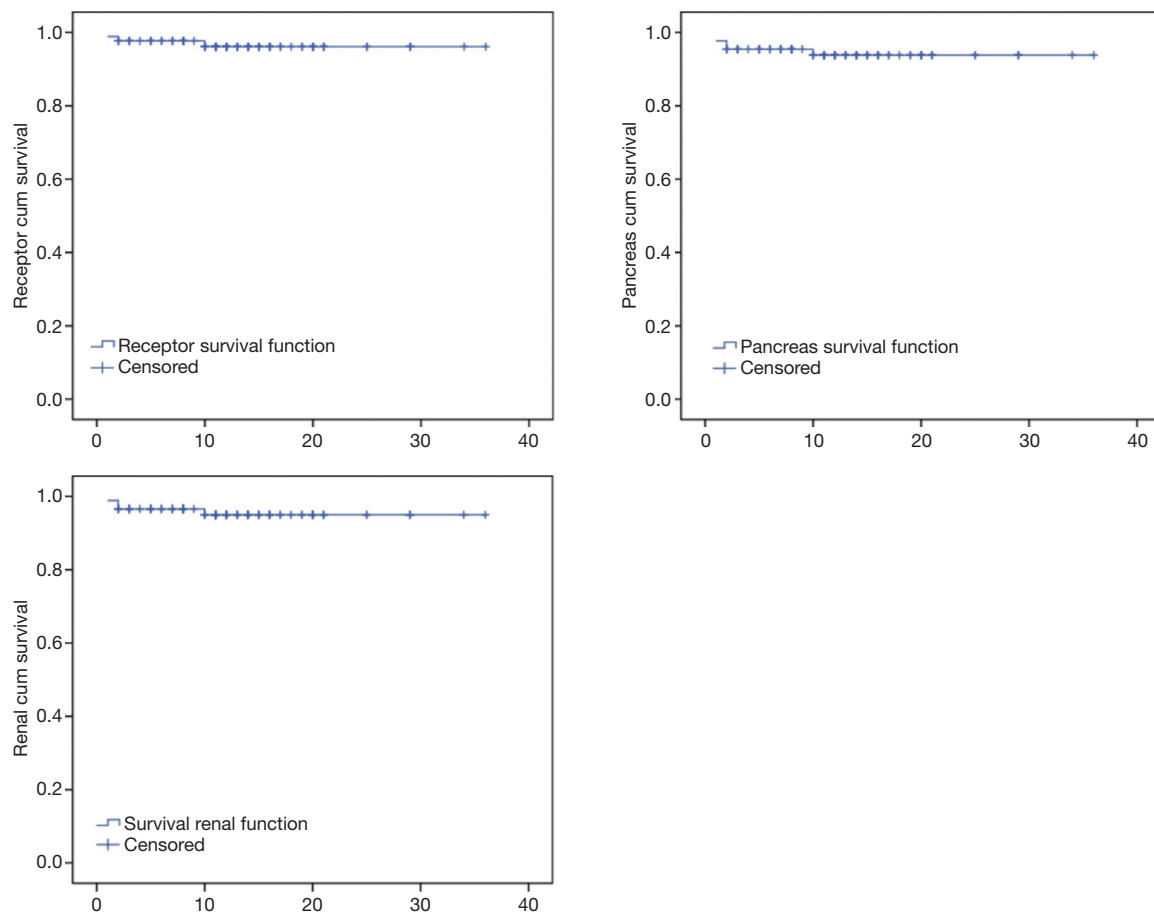 Receptor cum survival
1.0
0.8
0.6
0.4
0.2
0.0
Receptor survival function
Censored
0 10 20 30 40
Pancreas cum survival
1.0
0.8
0.6
0.4
0.2
0.0
Pancreas survival function
Censored
0 10 20 30 40
Renal cum survival
1.0
0.8
0.6
0.4
0.2
0.0
Survival renal function
Censored
0 10 20 30 40